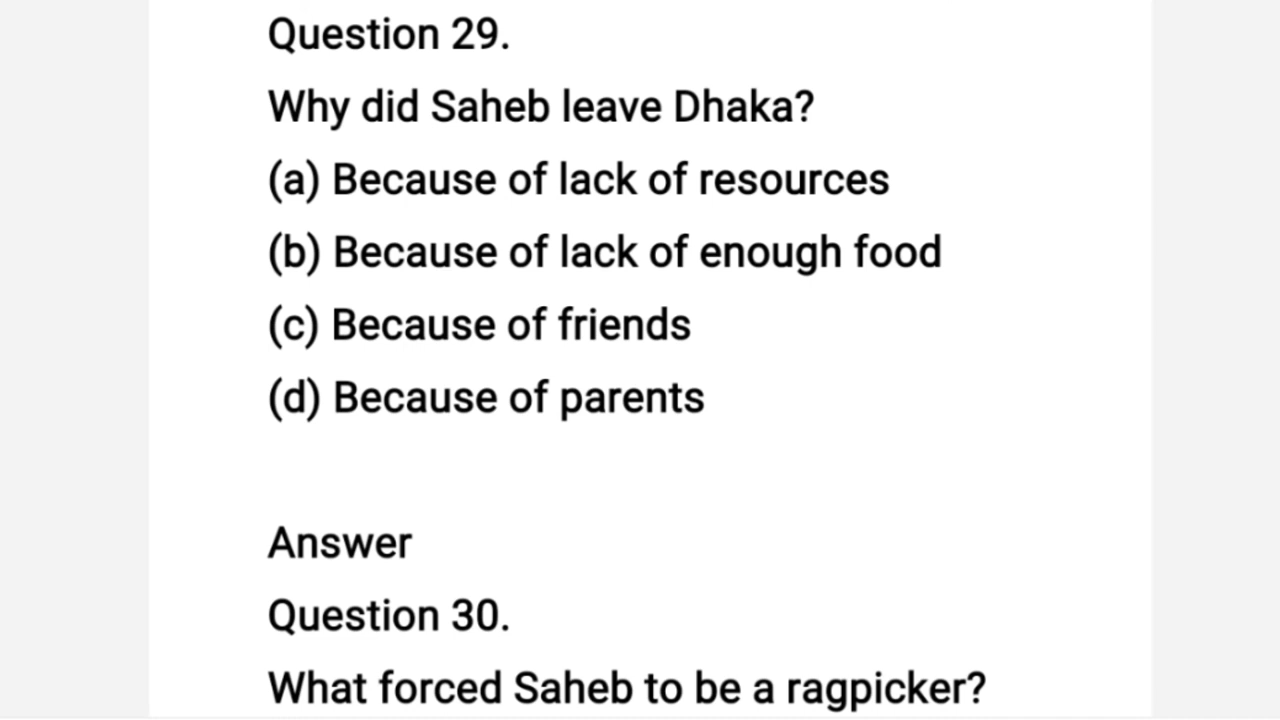 Question 29.
Why did Saheb leave Dhaka?
(a) Because of lack of resources
(b) Because of lack of enough food
(c) Because of friends
(d) Because of parents
Answer
Question 30.
What forced Saheb to be a ragpicker?